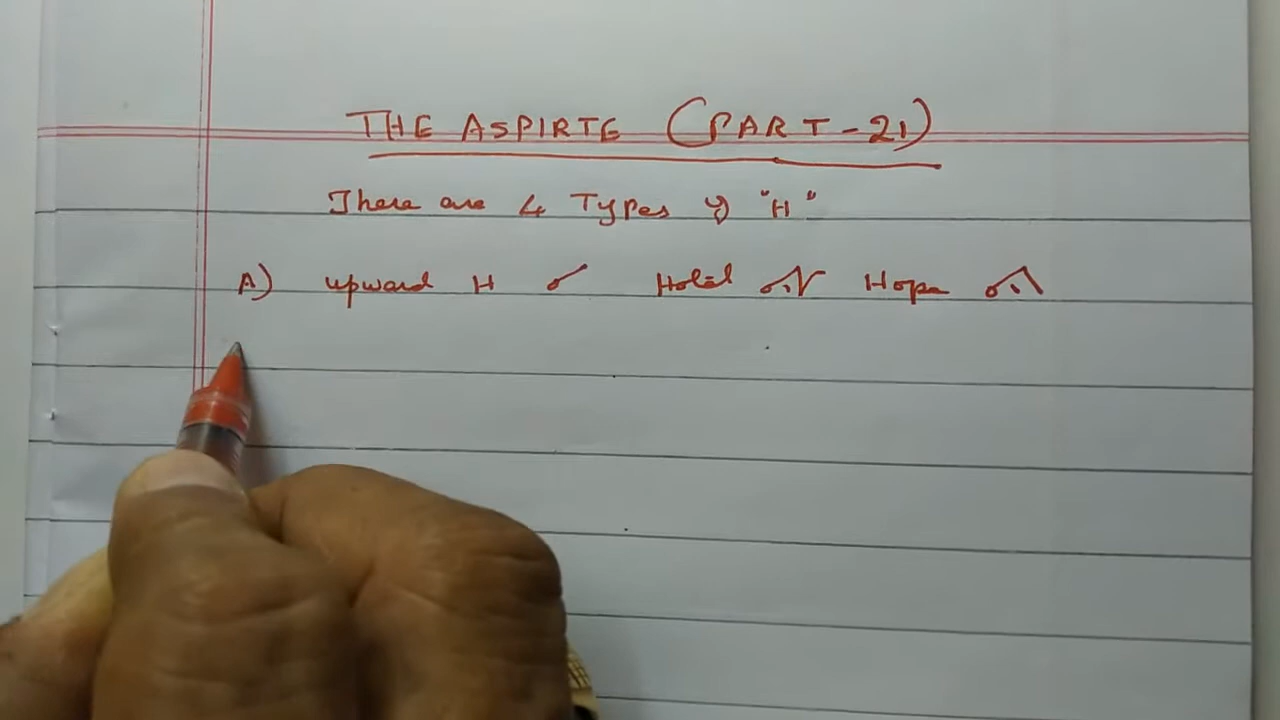 THE ASPIRTE (PART-21)
There are 4 Types of "H"
A) upward H Hotel Hope